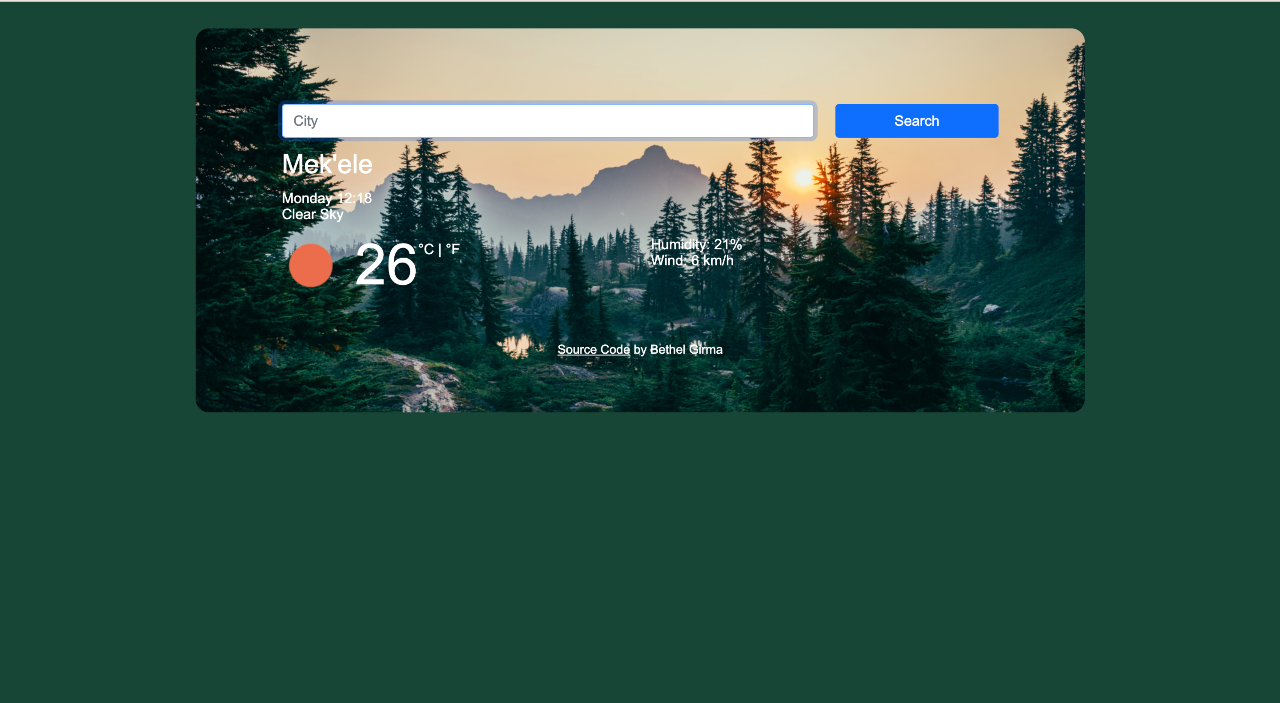 City
Search
Mek'ele
Monday 12:18
Clear Sky
26 °C | °F
Humidity: 21%
Wind: 6 km/h
Source Code by Bethel Girma